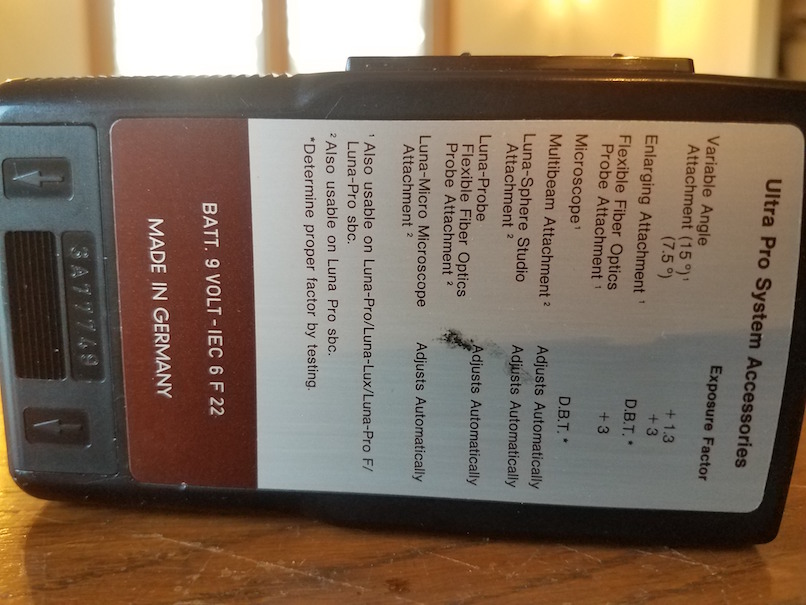 Ultra Pro System Accessories
Exposure Factor
Variable Angle
Attachment (15 º)¹ +1.3
(7.5 º) +3
Enlarging Attachment ¹ D.B.T.*
Flexible Fiber Optics
Probe Attachment ¹ +3
Microscope¹ D.B.T.*
Multibeam Attachment ² Adjusts Automatically
Luna-Sphere Studio
Attachment ² Adjusts Automatically
Luna-Probe
Flexible Fiber Optics
Probe Attachment ² Adjusts Automatically
Luna-Micro Microscope
Attachment ² Adjusts Automatically
¹ Also usable on Luna-Pro/Luna-Lux/Luna-Pro F/
Luna-Pro sbc.
² Also usable on Luna Pro sbc.
*Determine proper factor by testing.
BATT. 9 VOLT-IEC 6 F 22
MADE IN GERMANY
SA77749